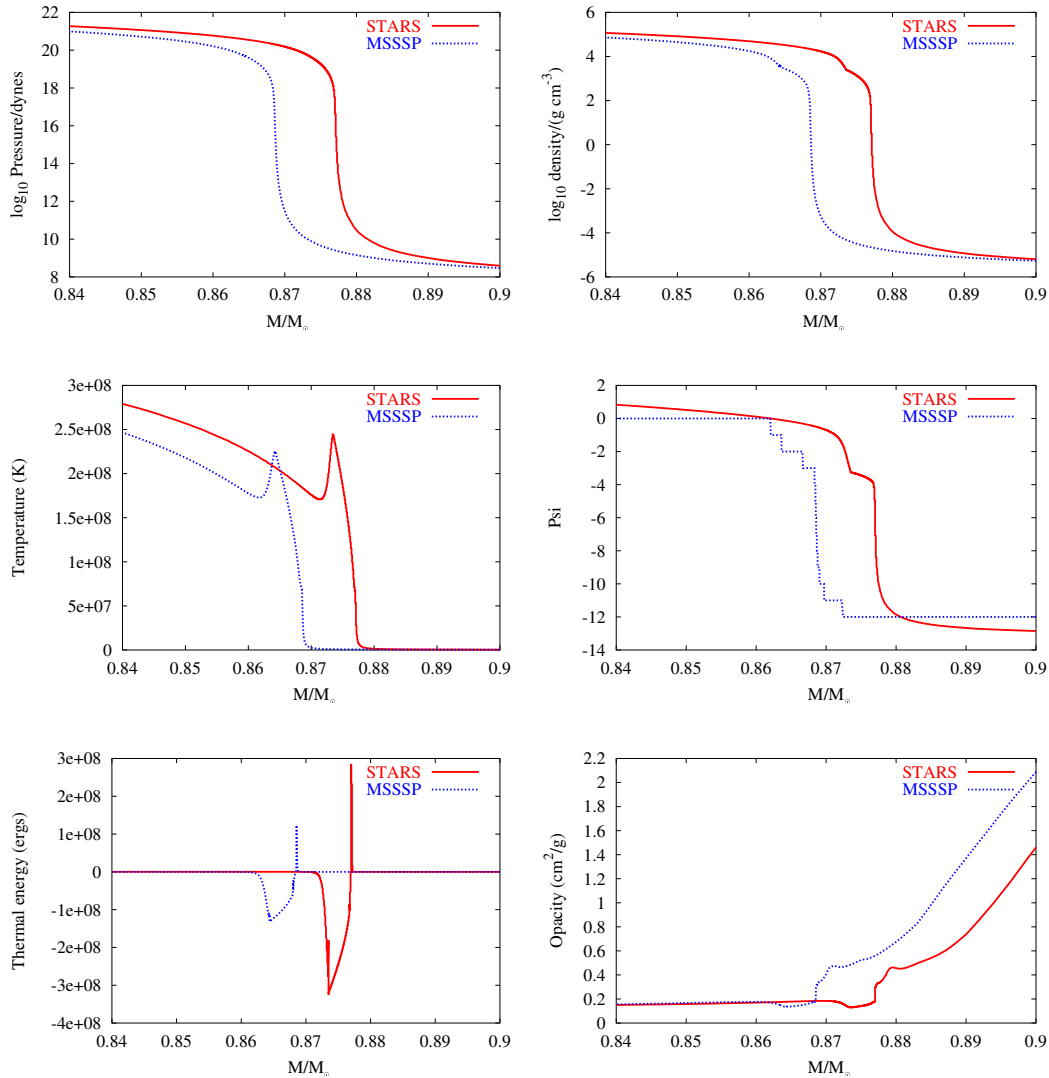 22
20
18
16
14
12
10
8
0.84 0.85 0.86 0.87 0.88 0.89 0.9
log10 Pressure/dynes
M/M☉
STARS
MSSSP
6
4
2
0
-2
-4
-6
0.84 0.85 0.86 0.87 0.88 0.89 0.9
log10 density/(g cm-3)
M/M☉
STARS
MSSSP
3e+08
2.5e+08
2e+08
1.5e+08
1e+08
5e+07
0
0.84 0.85 0.86 0.87 0.88 0.89 0.9
Temperature (K)
M/M☉
STARS
MSSSP
2
0
-2
-4
-6
-8
-10
-12
-14
0.84 0.85 0.86 0.87 0.88 0.89 0.9
Psi
M/M☉
STARS
MSSSP
3e+08
2e+08
1e+08
0
-1e+08
-2e+08
-3e+08
-4e+08
0.84 0.85 0.86 0.87 0.88 0.89 0.9
Thermal energy (ergs)
M/M☉
STARS
MSSSP
2.2
2
1.8
1.6
1.4
1.2
1
0.8
0.6
0.4
0.2
0
0.84 0.85 0.86 0.87 0.88 0.89 0.9
Opacity (cm2/g)
M/M☉
STARS
MSSSP